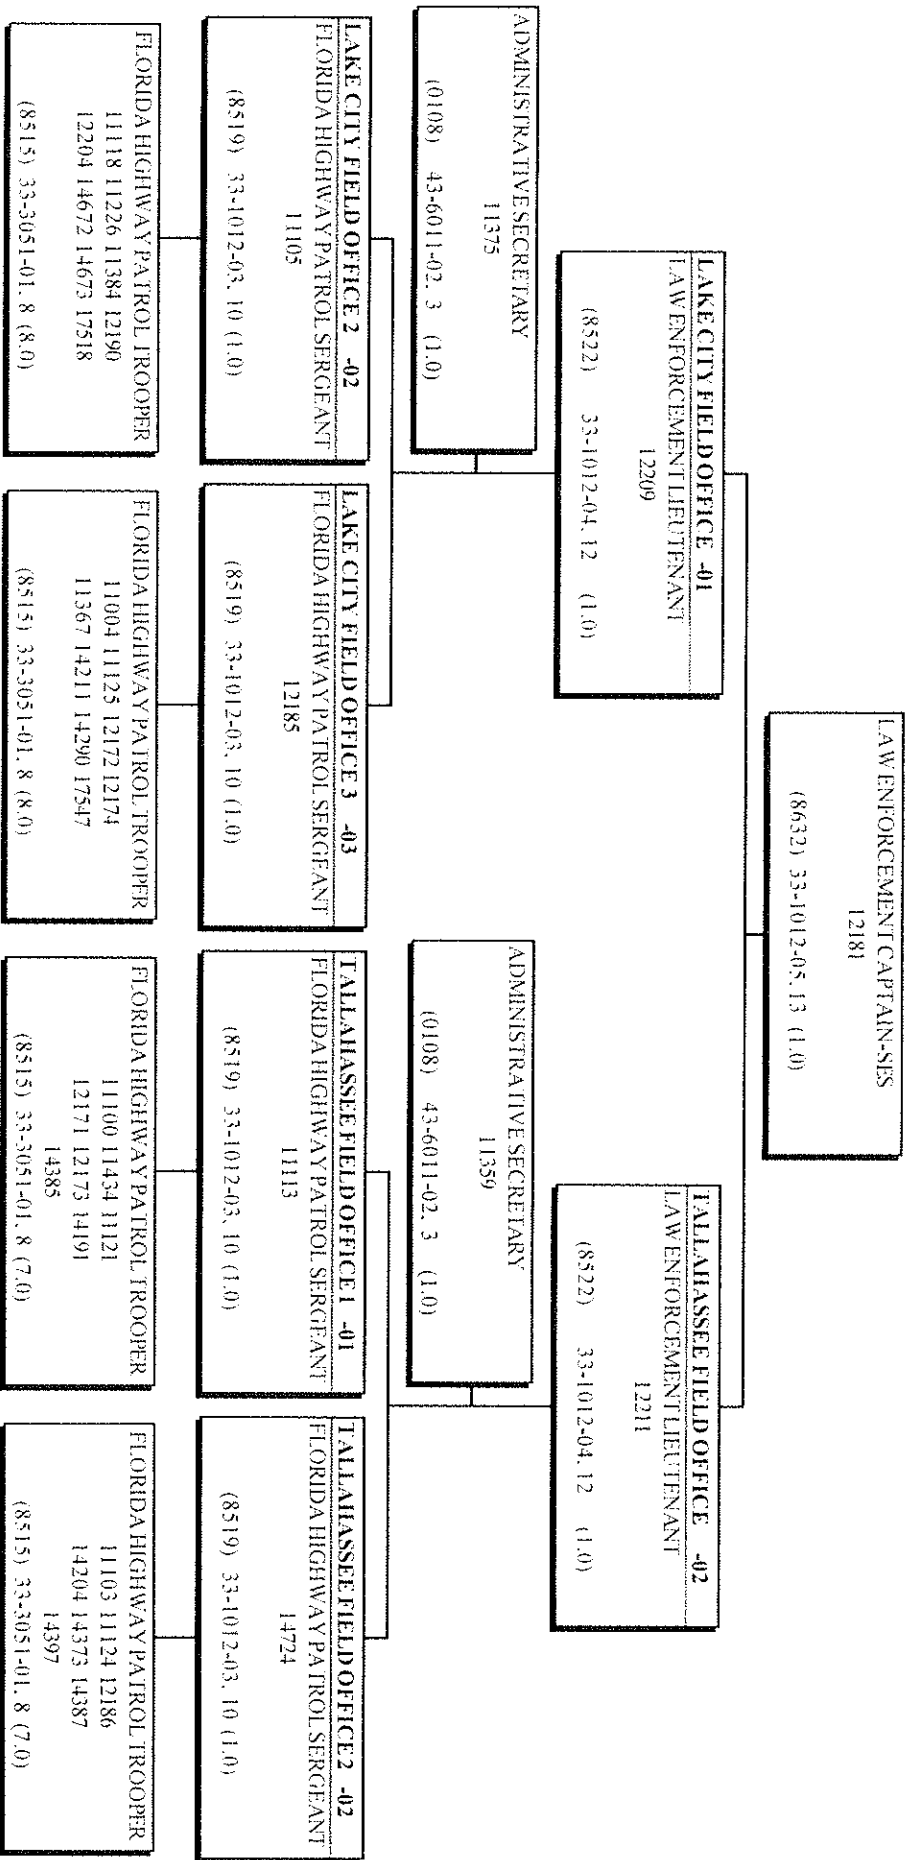 LAW ENFORCEMENT CAPTAIN-SES
12181
(8632) 33-1012-05, 13 (1.0)
LAKE CITY FIELD OFFICE -01
LAW ENFORCEMENT LIEUTENANT
12209
(8522) 33-1012-04, 12 (1.0)
TALLAHASSEE FIELD OFFICE -02
LAW ENFORCEMENT LIEUTENANT
12211
(8522) 33-1012-04, 12 (1.0)
ADMINISTRATIVE SECRETARY
11375
(0108) 43-6011-02, 3 (1.0)
ADMINISTRATIVE SECRETARY
11359
(0108) 43-6011-02, 3 (1.0)
LAKE CITY FIELD OFFICE 2 -02
FLORIDA HIGHWAY PATROL SERGEANT
11105
(8519) 33-1012-03, 10 (1.0)
LAKE CITY FIELD OFFICE 3 -03
FLORIDA HIGHWAY PATROL SERGEANT
12185
(8519) 33-1012-03, 10 (1.0)
TALLAHASSEE FIELD OFFICE 1 -01
FLORIDA HIGHWAY PATROL SERGEANT
11113
(8519) 33-1012-03, 10 (1.0)
TALLAHASSEE FIELD OFFICE 2 -02
FLORIDA HIGHWAY PATROL SERGEANT
14724
(8519) 33-1012-03, 10 (1.0)
FLORIDA HIGHWAY PATROL TROOPER
11118 11226 11384 12190
12204 14672 14673 17518
(8515) 33-3051-01, 8 (8.0)
FLORIDA HIGHWAY PATROL TROOPER
11004 11125 12172 12174
11367 14211 14290 17547
(8515) 33-3051-01, 8 (8.0)
FLORIDA HIGHWAY PATROL TROOPER
11100 11434 11121
12171 12173 14191
14385
(8515) 33-3051-01, 8 (7.0)
FLORIDA HIGHWAY PATROL TROOPER
11103 11124 12186
14204 14373 14387
14397
(8515) 33-3051-01, 8 (7.0)